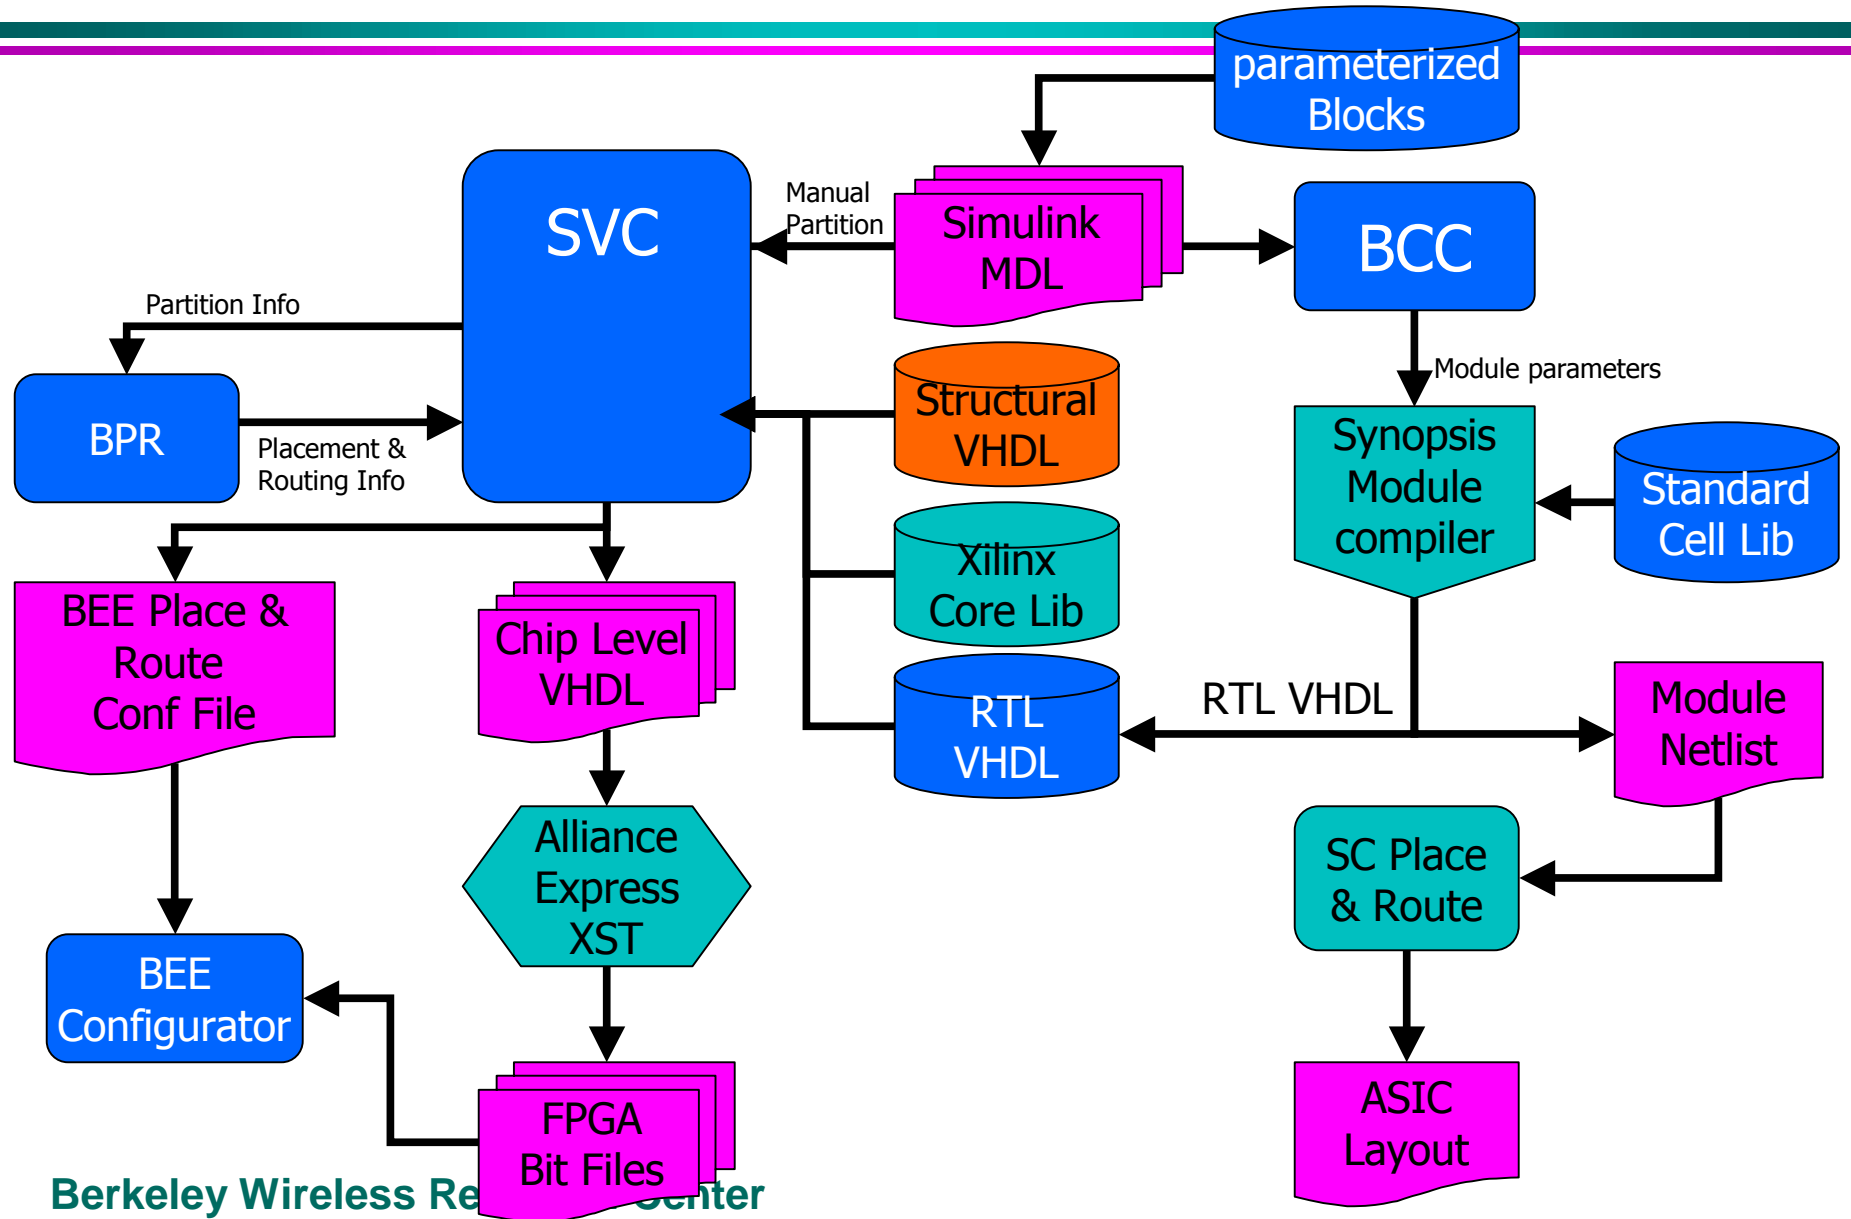 parameterized
Blocks
Manual
Partition
SVC
Simulink
MDL
BCC
Partition Info
Module parameters
BPR
Placement &
Routing Info
Structural
VHDL
Synopsis
Module
compiler
Standard
Cell Lib
Xilinx
Core Lib
BEE Place &
Route
Conf File
Chip Level
VHDL
RTL
VHDL
RTL VHDL
Module
Netlist
Alliance
Express
XST
SC Place
& Route
BEE
Configurator
FPGA
Bit Files
ASIC
Layout
Berkeley Wireless Re Center